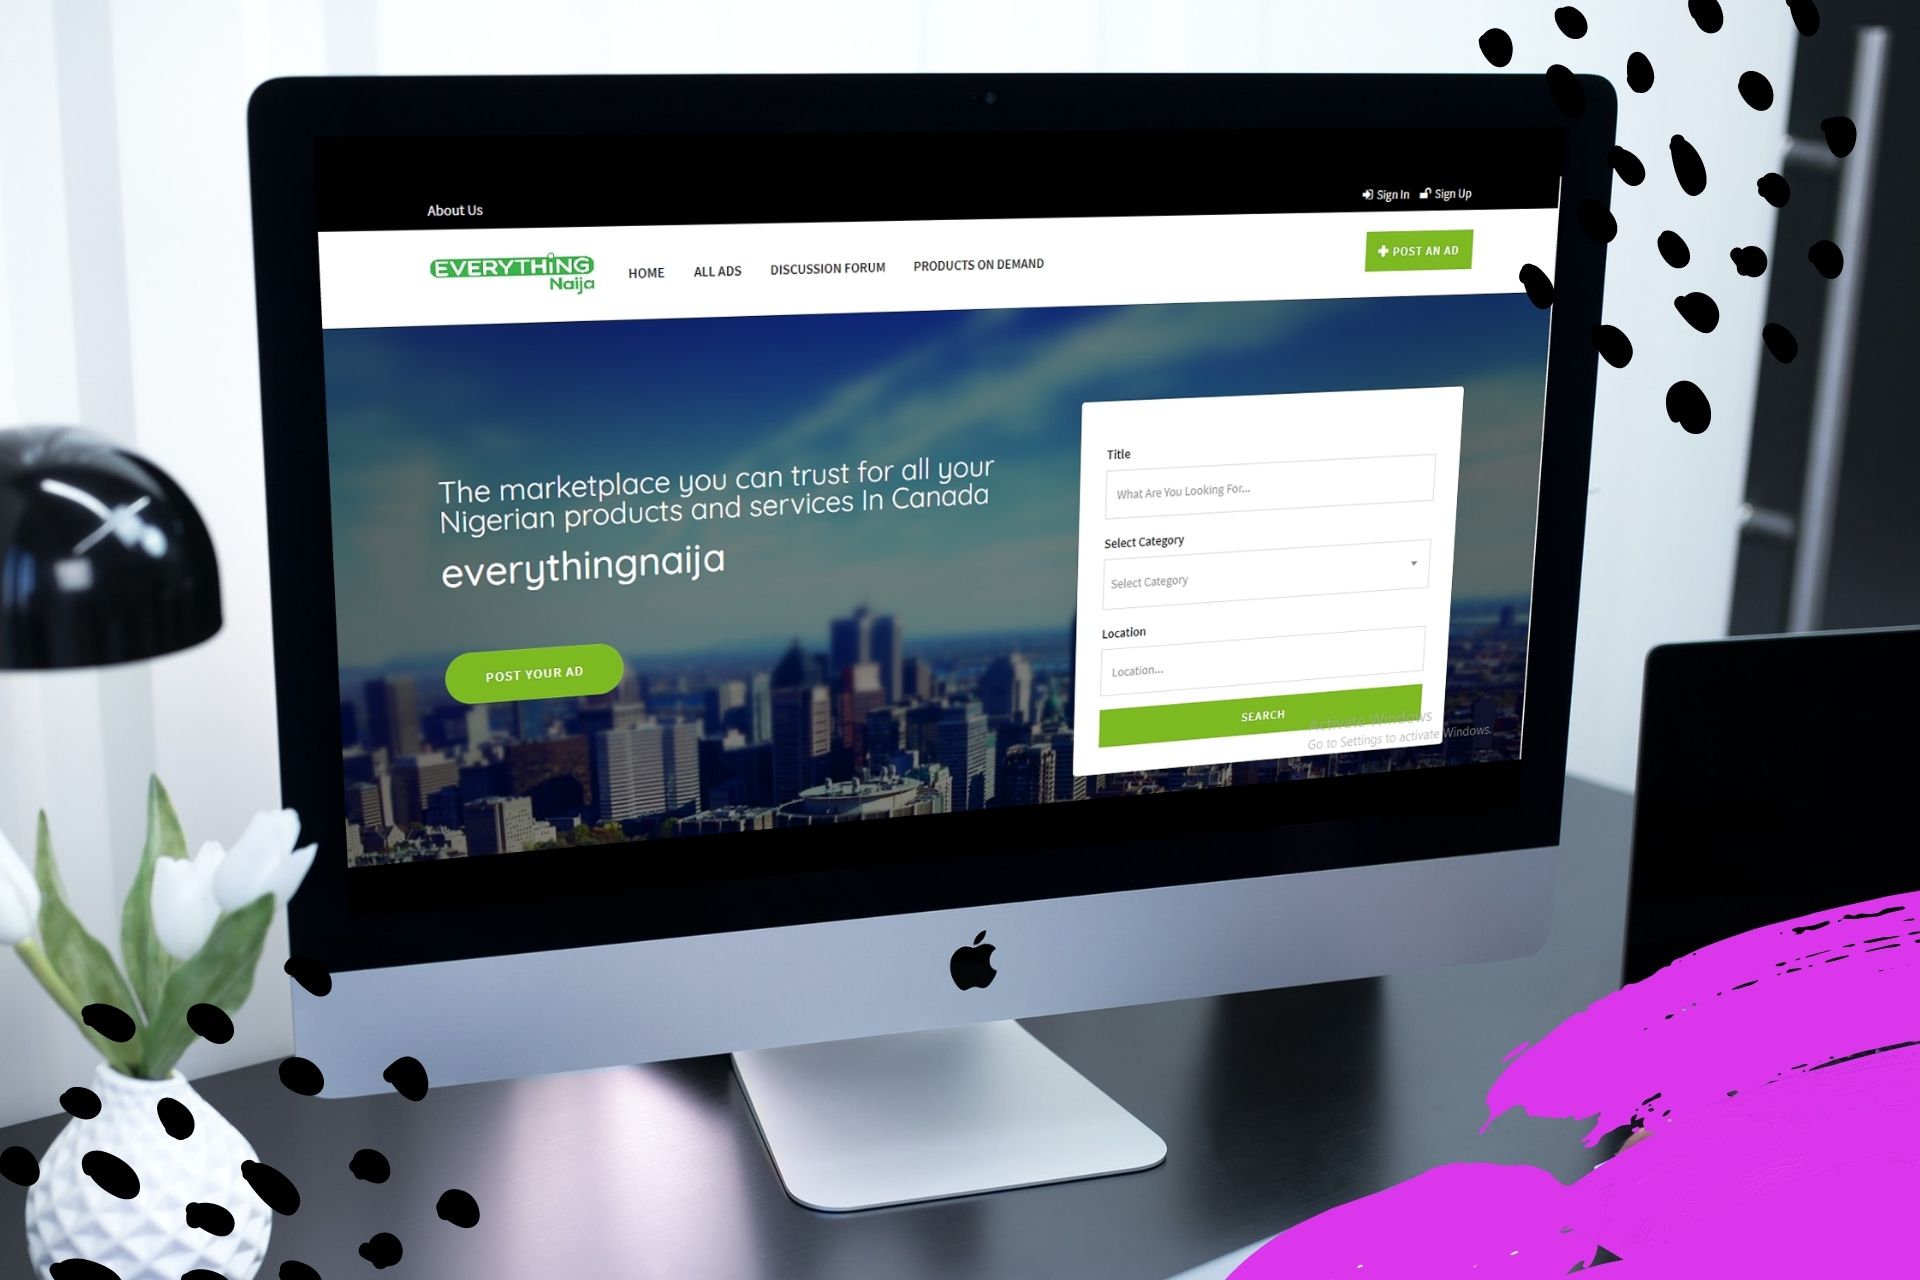 About Us
Sign In Sign Up
EVERYTHING
Naija
HOME ALL ADS DISCUSSION FORUM PRODUCTS ON DEMAND
POST AN AD
The marketplace you can trust for all your
Nigerian products and services In Canada
everythingnaija
POST YOUR AD
Title
What Are You Looking For...
Select Category
Select Category
Location
Location...
SEARCH
Activate Windows
Go to Settings to activate Windows.